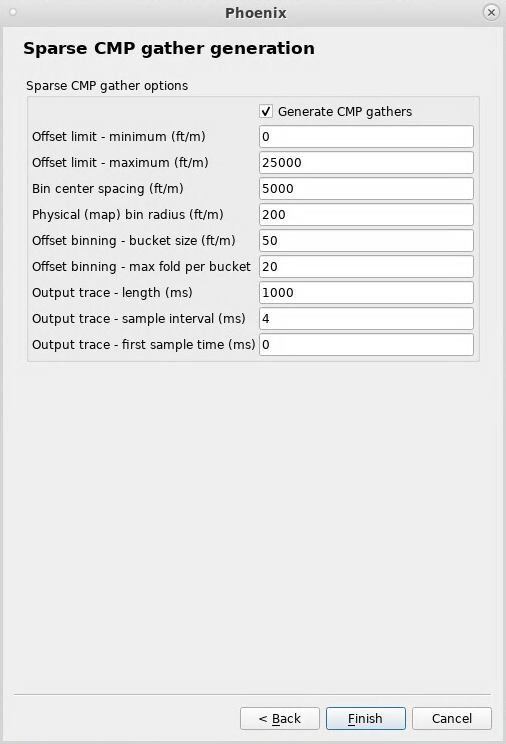 Phoenix
Sparse CMP gather generation
Sparse CMP gather options
Generate CMP gathers
Offset limit - minimum (ft/m) 0
Offset limit - maximum (ft/m) 25000
Bin center spacing (ft/m) 5000
Physical (map) bin radius (ft/m) 200
Offset binning - bucket size (ft/m) 50
Offset binning - max fold per bucket 20
Output trace - length (ms) 1000
Output trace - sample interval (ms) 4
Output trace - first sample time (ms) 0
< Back Finish Cancel